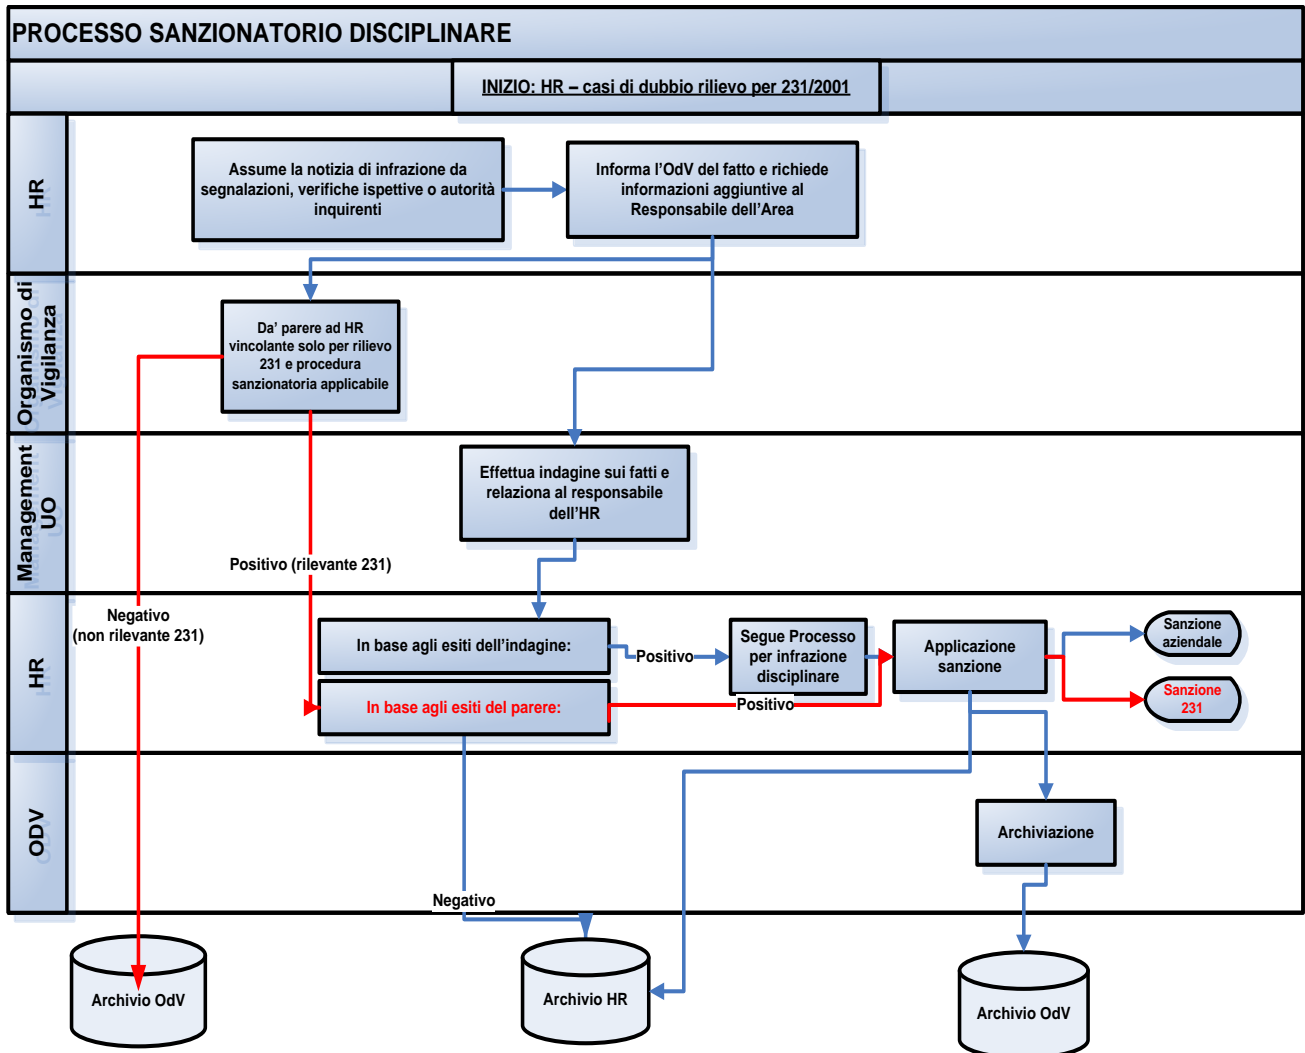 PROCESSO SANZIONATORIO DISCIPLINARE
INIZIO: HR – casi di dubbio rilievo per 231/2001
HR
Assume la notizia di infrazione da
segnalazioni, verifiche ispettive o autorità
inquirenti
Informa l'OdV del fatto e richiede
informazioni aggiuntive al
Responsabile dell'Area
Organismo di
Vigilanza
Da' parere ad HR
vincolante solo per rilievo
231 e procedura
sanzionatoria applicabile
Management
UO
Effettua indagine sui fatti e
relaziona al responsabile
dell'HR
Positivo (rilevante 231)
Negativo
(non rilevante 231)
HR
In base agli esiti dell'indagine:
Positivo
Segue Processo
per infrazione
disciplinare
Applicazione
sanzione
Sanzione
aziendale
In base agli esiti del parere:
Positivo
Sanzione
231
ODV
Archiviazione
Negativo
Archivio OdV
Archivio HR
Archivio OdV